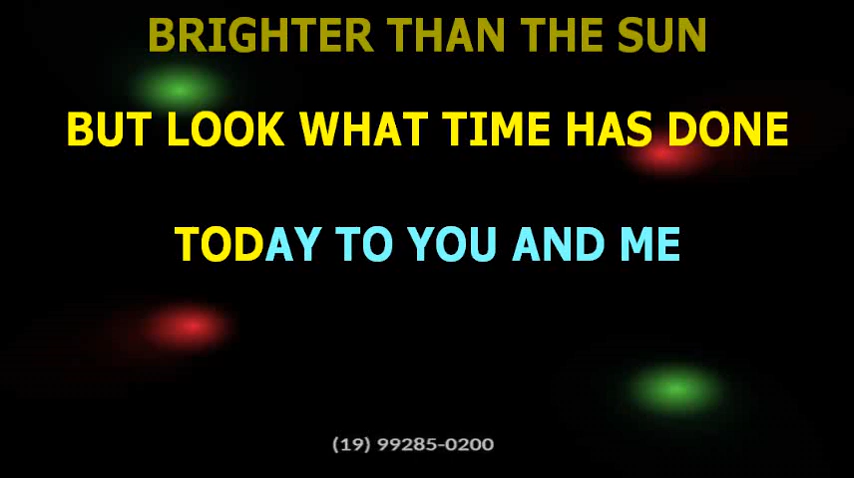 BRIGHTER THAN THE SUN
BUT LOOK WHAT TIME HAS DONE
TODAY TO YOU AND ME
(19) 99285-0200